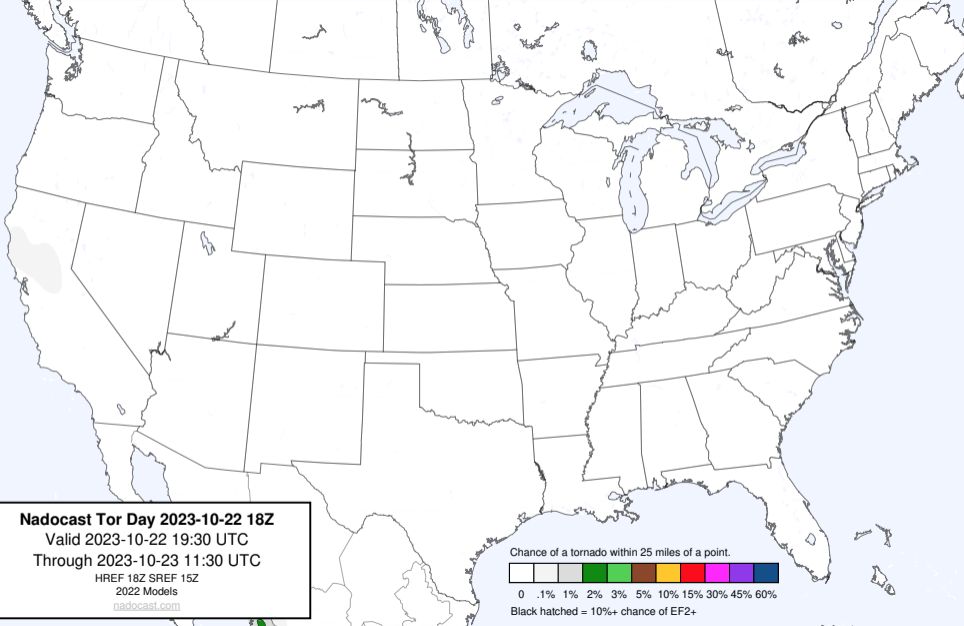 Nadocast Tor Day 2023-10-22 18Z
Valid 2023-10-22 19:30 UTC
Through 2023-10-23 11:30 UTC
HREF 18Z SREF 15Z
2022 Models
nadocast.com
Chance of a tornado within 25 miles of a point.
0 .1% 1% 2% 3% 5% 10% 15% 30% 45% 60%
Black hatched = 10%+ chance of EF2+